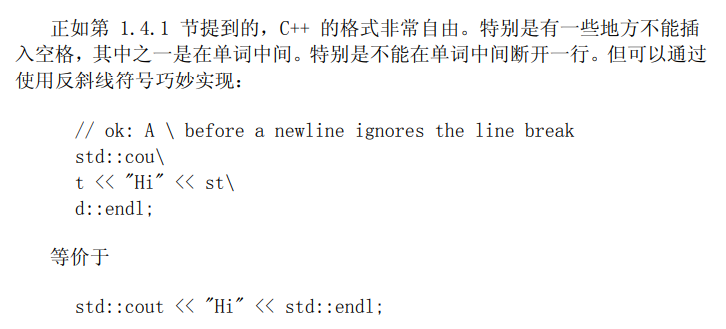 正如第 1.4.1 节提到的，C++ 的格式非常自由。特别是有一些地方不能插
入空格，其中之一是在单词中间。特别是不能在单词中间断开一行。但可以通过
使用反斜线符号巧妙实现：
// ok: A \ before a newline ignores the line break
std::cou\
t << "Hi" << st\
d::endl;
等价于
std::cout << "Hi" << std::endl;